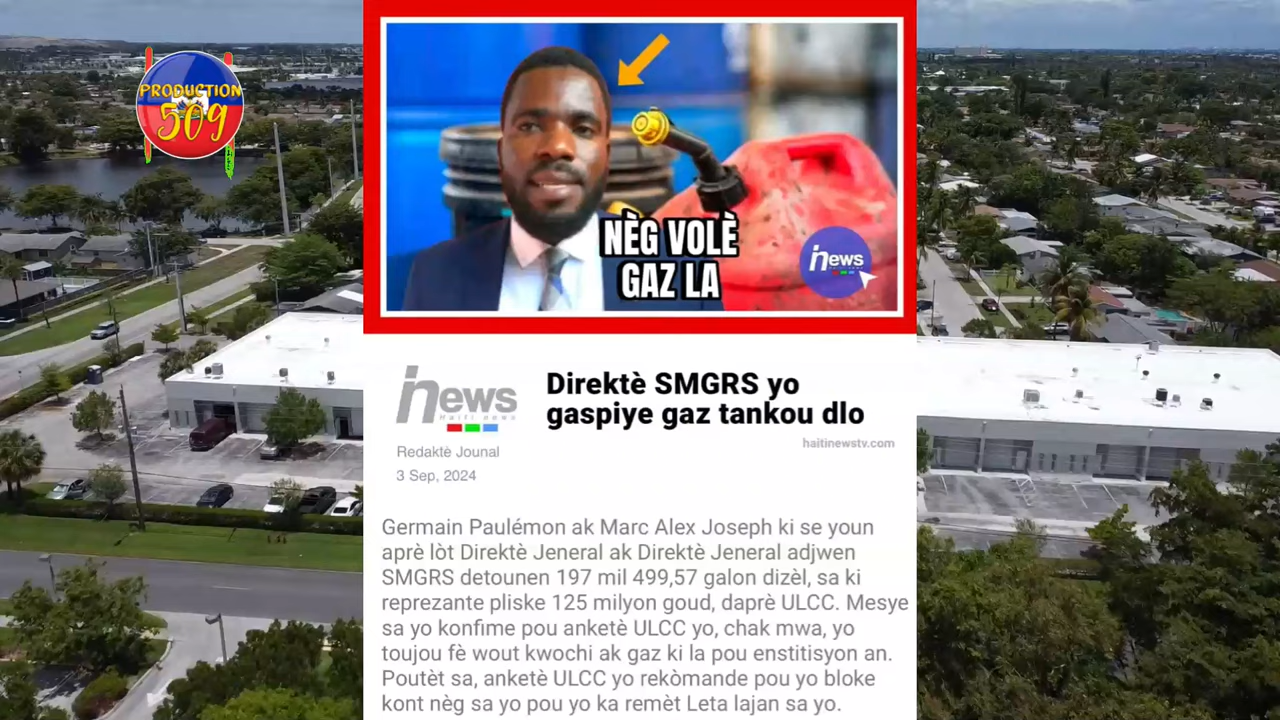 PRODUCTION
509
NÈG VOLÈ
GAZ LA
inews
inews
Haiti news
Direktè SMGRS yo
gaspiye gaz tankou dlo
haitinewstv.com
Redaktè Jounal
3 Sep, 2024
Germain Paulémon ak Marc Alex Joseph ki se youn
aprè lòt Direktè Jeneral ak Direktè Jeneral adjwen
SMGRS detounen 197 mil 499,57 galon dizèl, sa ki
reprezante pliske 125 milyon goud, daprè ULCC. Mesye
sa yo konfime pou anketè ULCC yo, chak mwa, yo
toujou fè wout kwochi ak gaz ki la pou enstitisyon an.
Poutèt sa, anketè ULCC yo rekòmande pou yo bloke
kont nèg sa yo pou yo ka remèt Leta lajan sa yo.